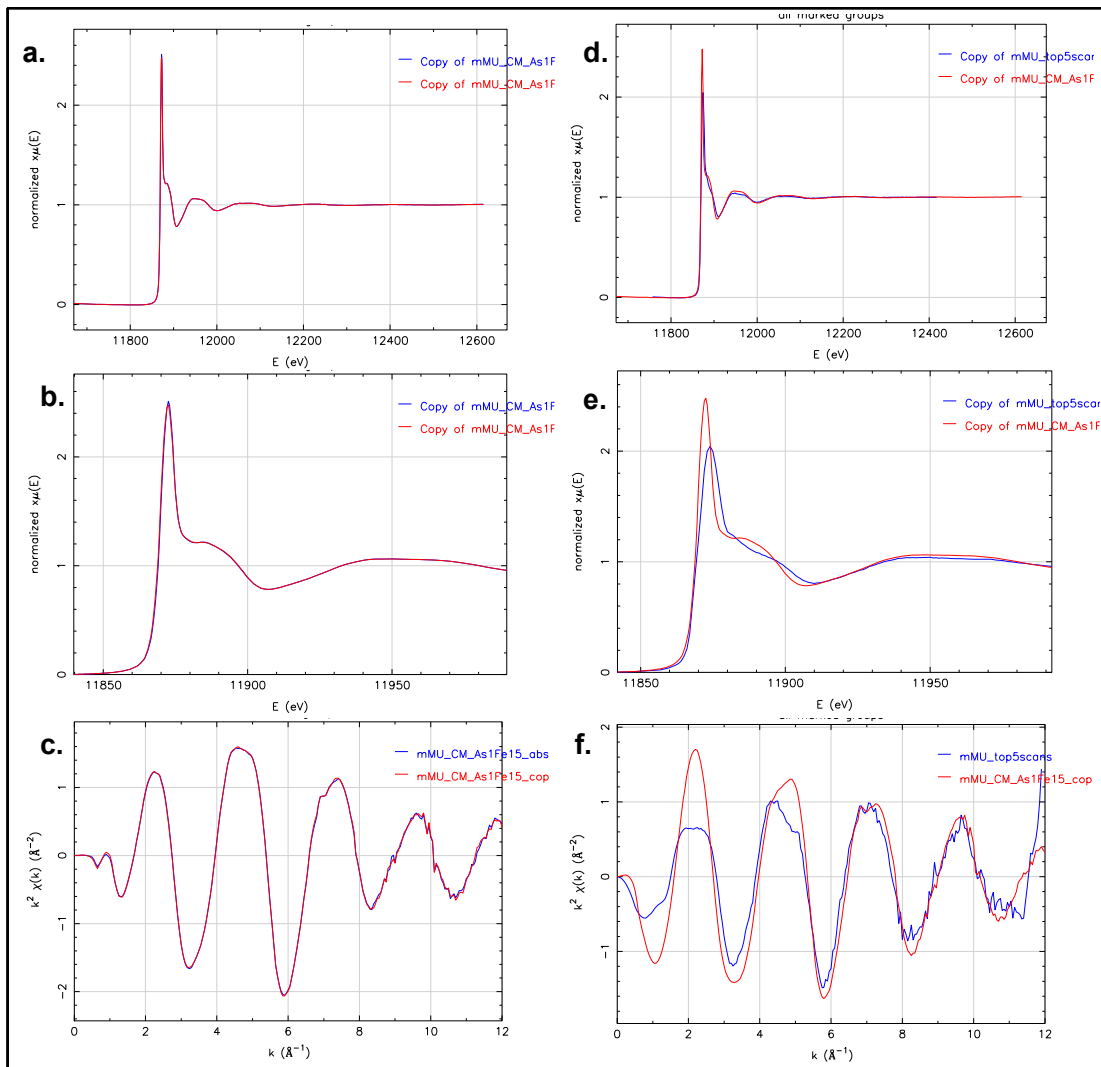 a.
Copy of mMU_CM_As1F
Copy of mMU_CM_As1F
normalized xμ(E)
2
1
0
11800 12000 12200 12400 12600
E (eV)
b.
Copy of mMU_CM_As1F
Copy of mMU_CM_As1F
normalized xμ(E)
2
1
0
11850 11900 11950
E (eV)
c.
mMU_CM_As1Fe15_abs
mMU_CM_As1Fe15_cop
k² χ(k) (Å⁻²)
1
0
-1
-2
0 2 4 6 8 10 12
k (Å⁻¹)
all marked groups
d.
Copy of mMU_top5scar
Copy of mMU_CM_As1F
normalized xμ(E)
2
1
0
11800 12000 12200 12400 12600
E (eV)
e.
Copy of mMU_top5scar
Copy of mMU_CM_As1F
normalized xμ(E)
2
1
0
11850 11900 11950
E (eV)
all marked groups
f.
mMU_top5scans
mMU_CM_As1Fe15_cop
k² χ(k) (Å⁻²)
2
1
0
-1
0 2 4 6 8 10 12
k (Å⁻¹)